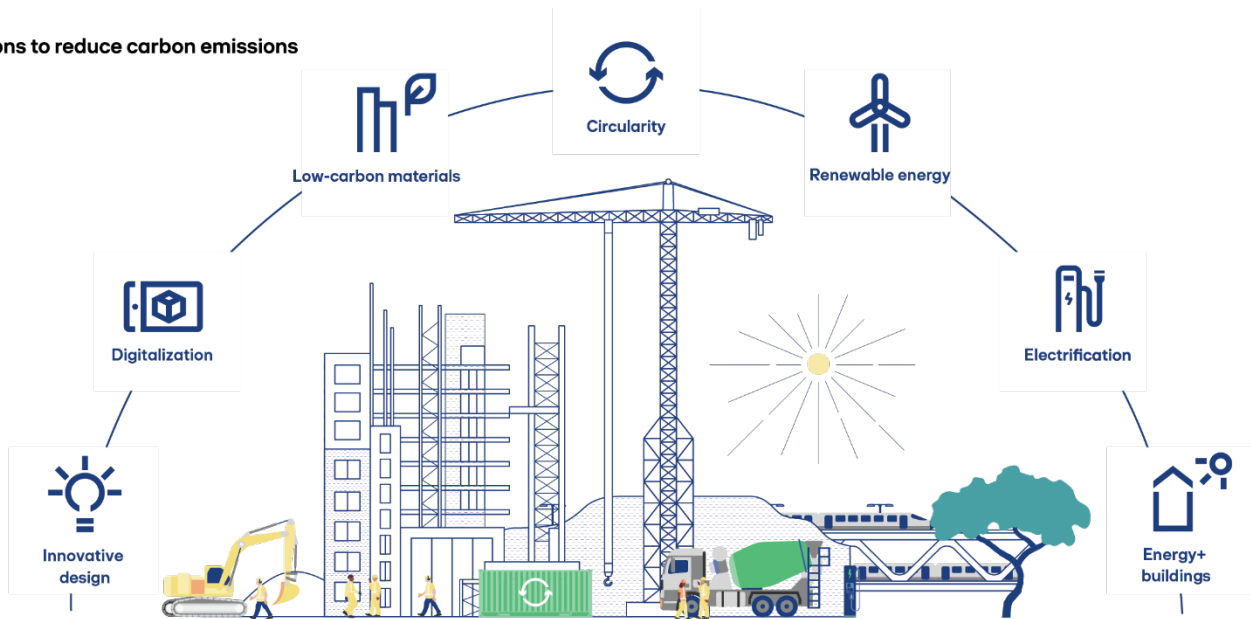 ons to reduce carbon emissions
Circularity
Low-carbon materials
Renewable energy
Digitalization
Electrification
Innovative
design
Energy+
buildings